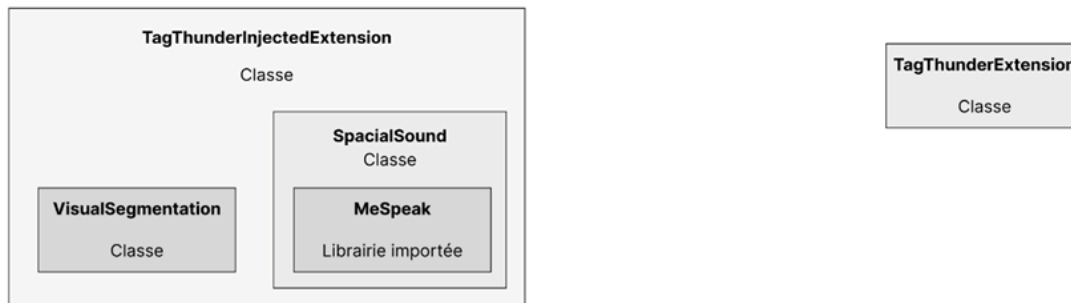 TagThunderInjectedExtension
Classe
SpacialSound
Classe
VisualSegmentation
Classe
MeSpeak
Librairie importée
TagThunderExtension
Classe